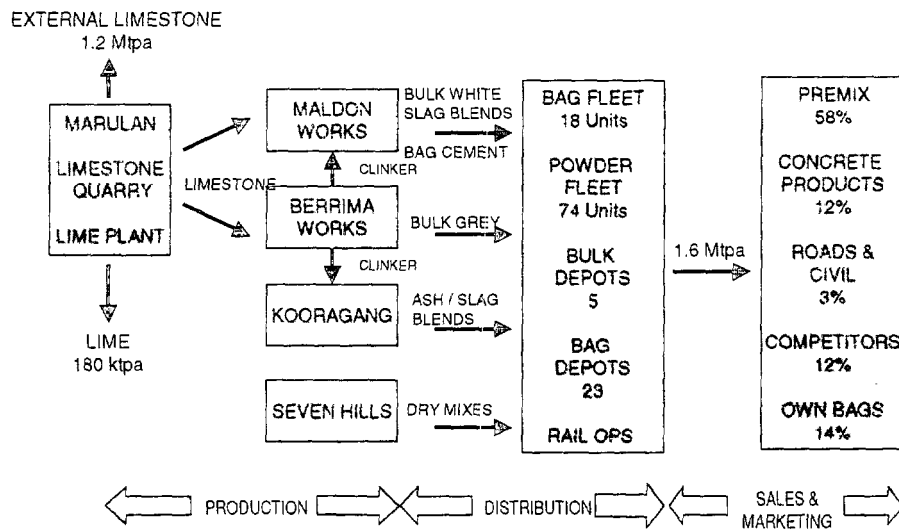 EXTERNAL LIMESTONE
1.2 Mtpa
MARULAN
LIMESTONE
QUARRY
LIME PLANT
LIME
180 ktpa
LIMESTONE
MALDON
WORKS
CLINKER
BERRIMA
WORKS
CLINKER
KOORAGANG
SEVEN HILLS
BULK WHITE
SLAG BLENDS
BAG CEMENT
BULK GREY
ASH / SLAG
BLENDS
DRY MIXES
BAG FLEET
18 Units
POWDER
FLEET
74 Units
BULK
DEPOTS
5
BAG
DEPOTS
23
RAIL OPS
1.6 Mtpa
PREMIX
58%
CONCRETE
PRODUCTS
12%
ROADS &
CIVIL
3%
COMPETITORS
12%
OWN BAGS
14%
PRODUCTION
DISTRIBUTION
SALES &
MARKETING